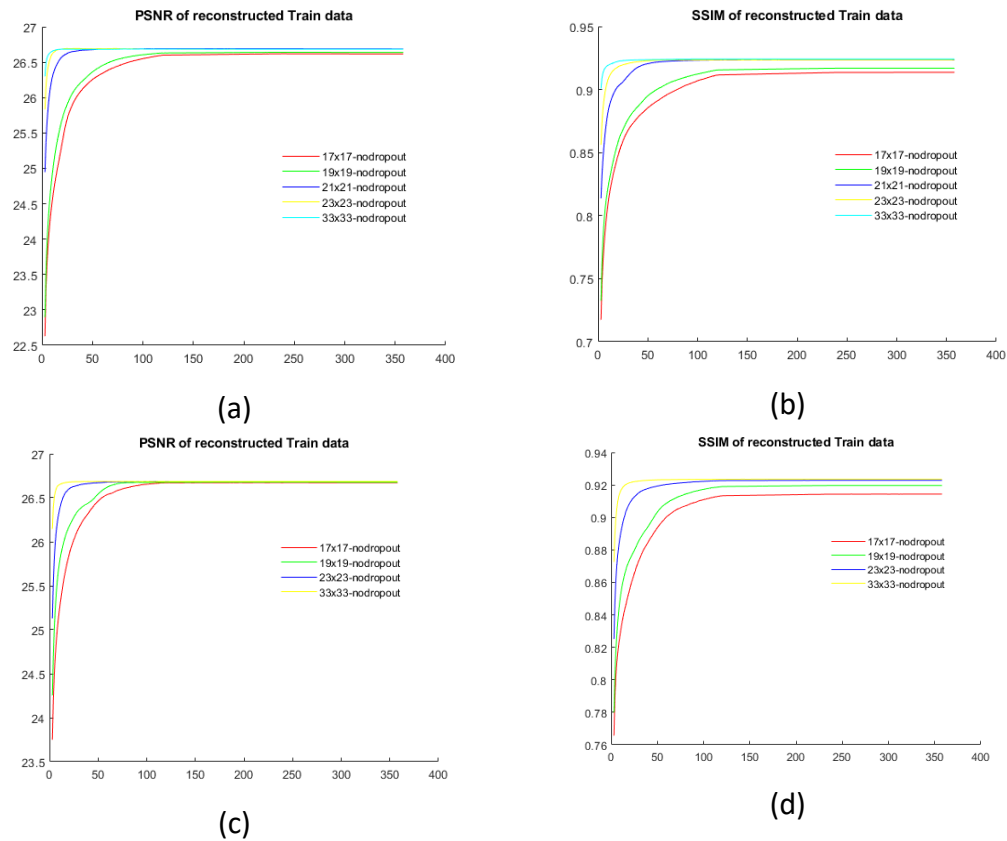 PSNR of reconstructed Train data
27
26.5
26
25.5
25
24.5
24
23.5
23
22.5
0
50
100
150
200
250
300
350
400
17x17-nodropout
19x19-nodropout
21x21-nodropout
23x23-nodropout
33x33-nodropout
(a)
SSIM of reconstructed Train data
0.95
0.9
0.85
0.8
0.75
0.7
0
50
100
150
200
250
300
350
400
17x17-nodropout
19x19-nodropout
21x21-nodropout
23x23-nodropout
33x33-nodropout
(b)
PSNR of reconstructed Train data
27
26.5
26
25.5
25
24.5
24
23.5
0
50
100
150
200
250
300
350
400
17x17-nodropout
19x19-nodropout
23x23-nodropout
33x33-nodropout
(c)
SSIM of reconstructed Train data
0.94
0.92
0.9
0.88
0.86
0.84
0.82
0.8
0.78
0.76
0
50
100
150
200
250
300
350
400
17x17-nodropout
19x19-nodropout
23x23-nodropout
33x33-nodropout
(d)